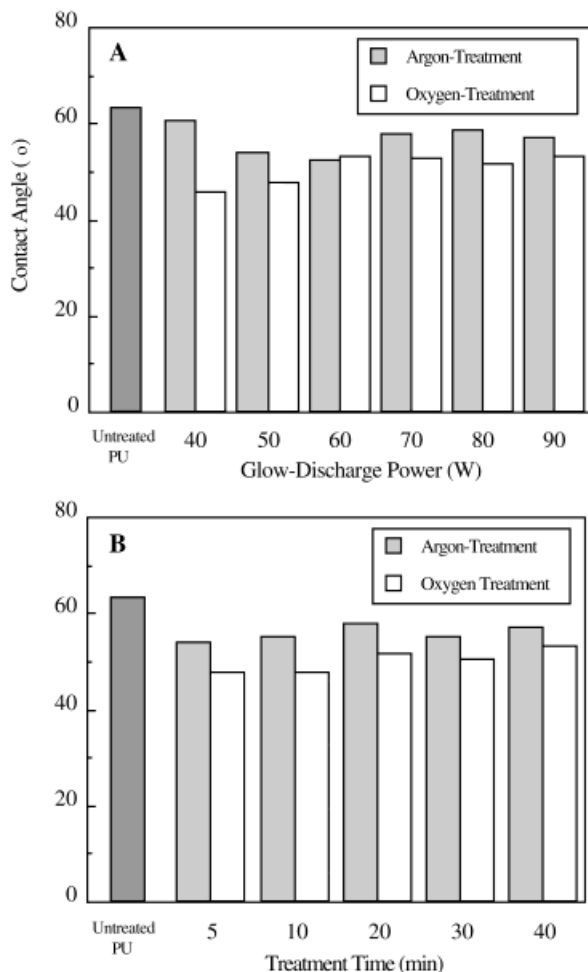 80
A
Argon-Treatment
Oxygen-Treatment
60
40
20
0
Contact Angle ( o)
Untreated
PU
40 50 60 70 80 90
Glow-Discharge Power (W)
80
B
Argon-Treatment
Oxygen Treatment
60
40
20
0
Untreated
PU
5 10 20 30 40
Treatment Time (min)